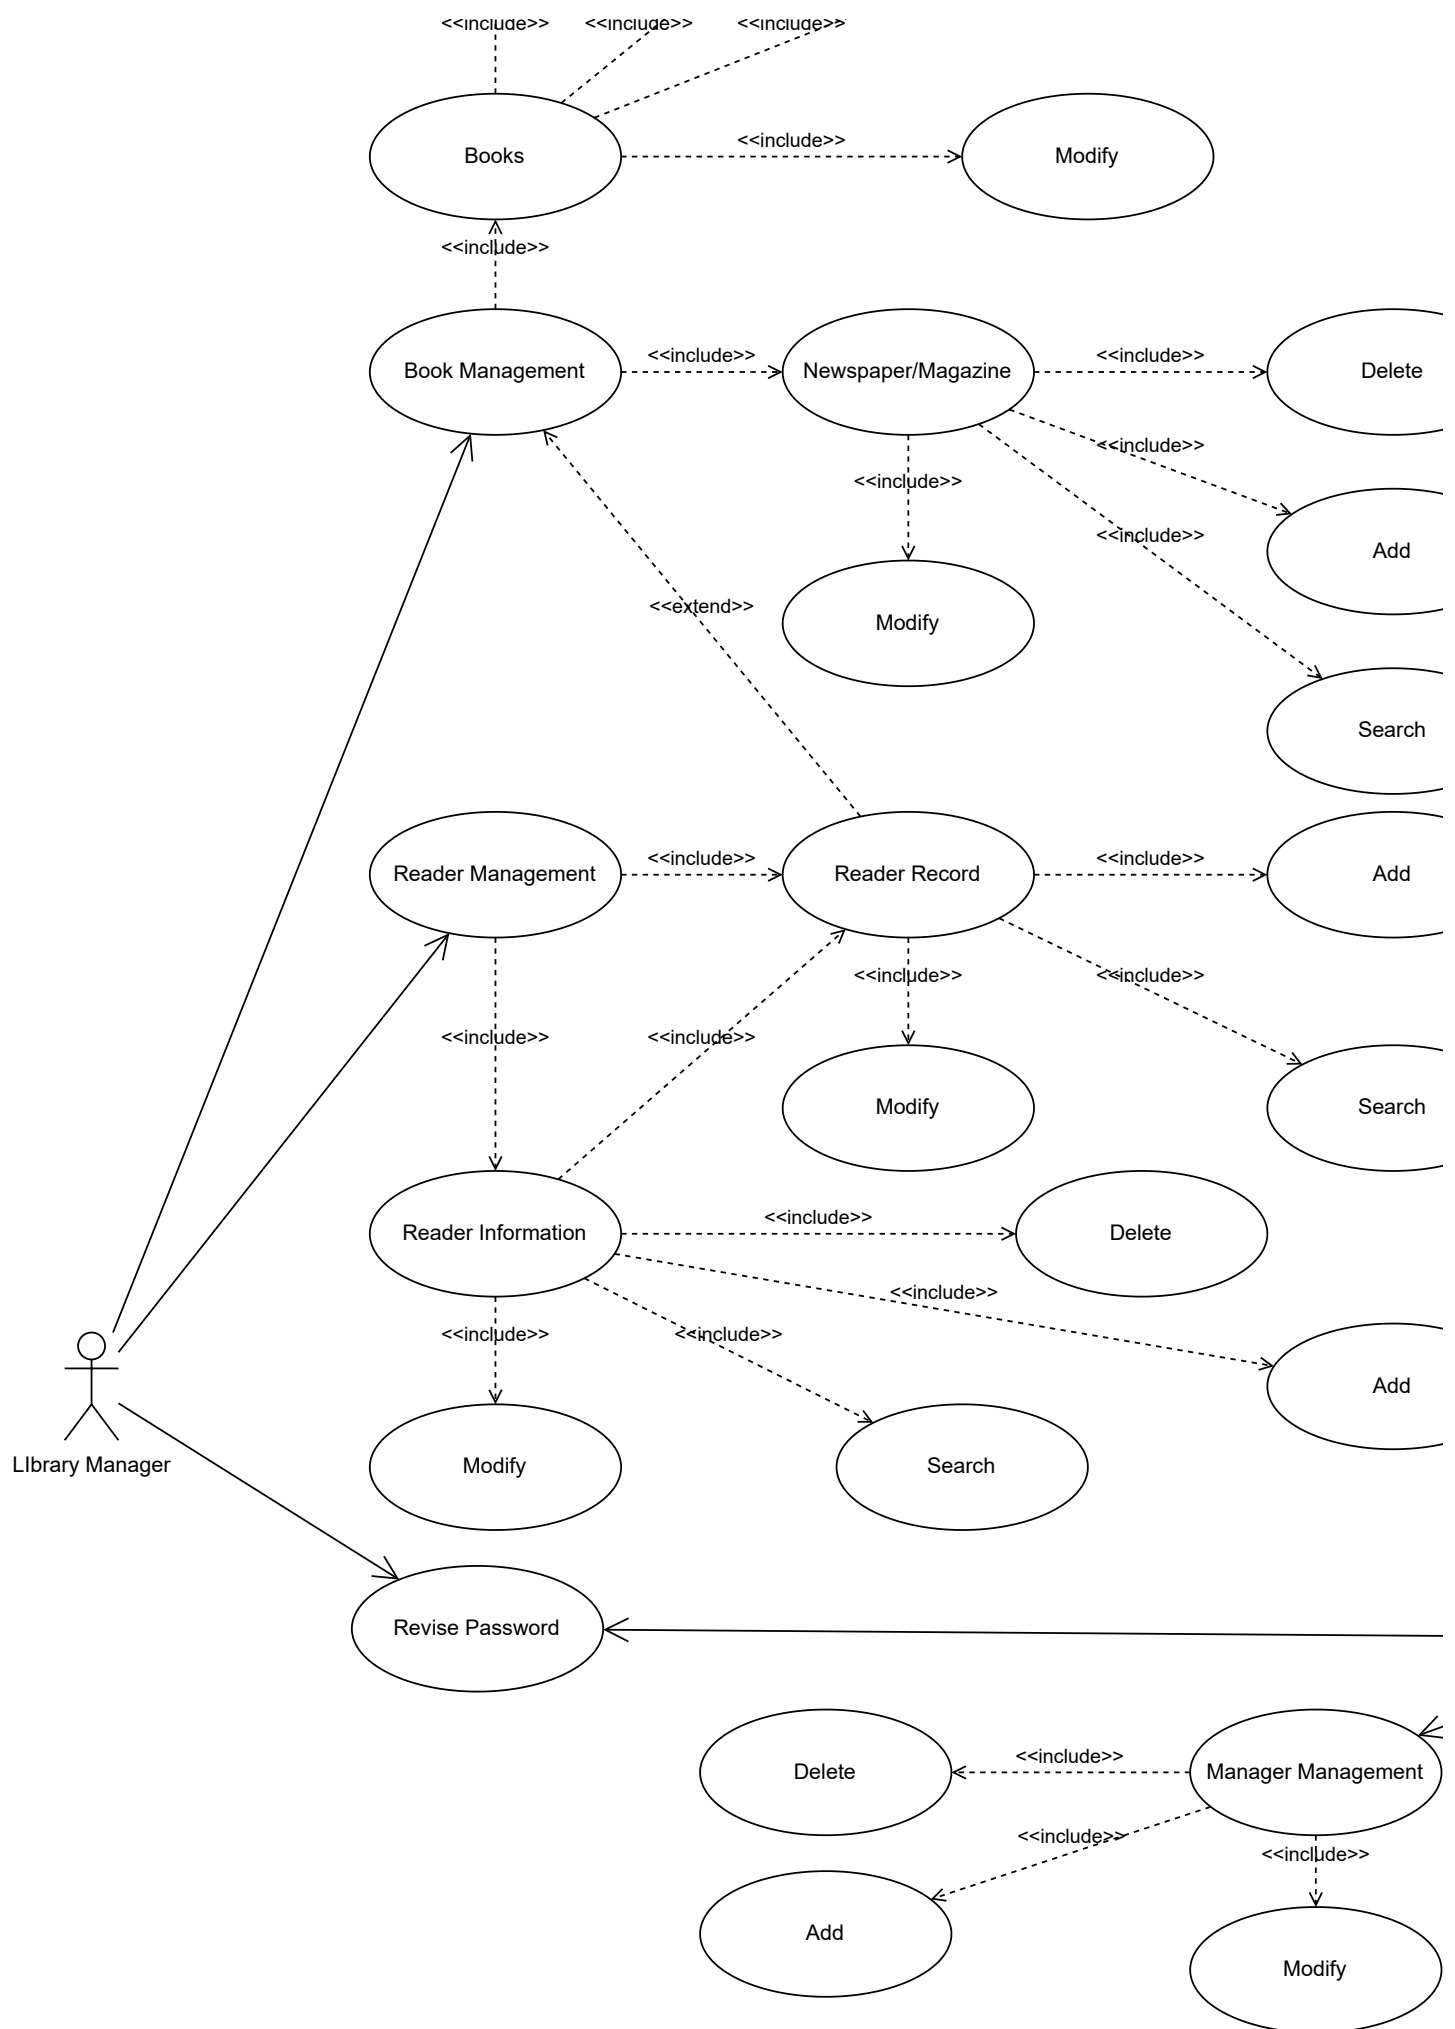 <<include>>
<<include>>
<<include>>
Books
<<include>>
Modify
<<include>>
Book Management
<<include>>
Newspaper/Magazine
<<include>>
Delete
<<include>>
<<include>>
<<include>>
Add
<<extend>>
Modify
Search
Reader Management
<<include>>
Reader Record
<<include>>
Add
<<include>>
<<include>>
<<include>>
<<include>>
Modify
Search
Reader Information
<<include>>
Delete
<<include>>
<<include>>
<<include>>
Add
LIbrary Manager
Modify
Search
Revise Password
Delete
<<include>>
Manager Management
<<include>>
<<include>>
Add
Modify